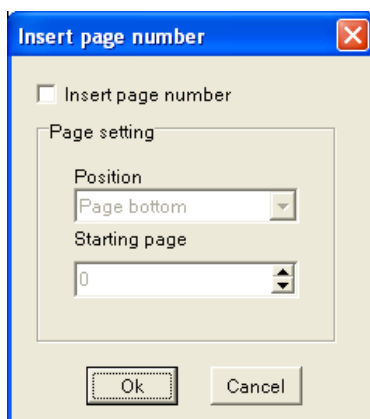 Insert page number
Insert page number
Page setting
Position
Page bottom
Starting page
0
Ok
Cancel